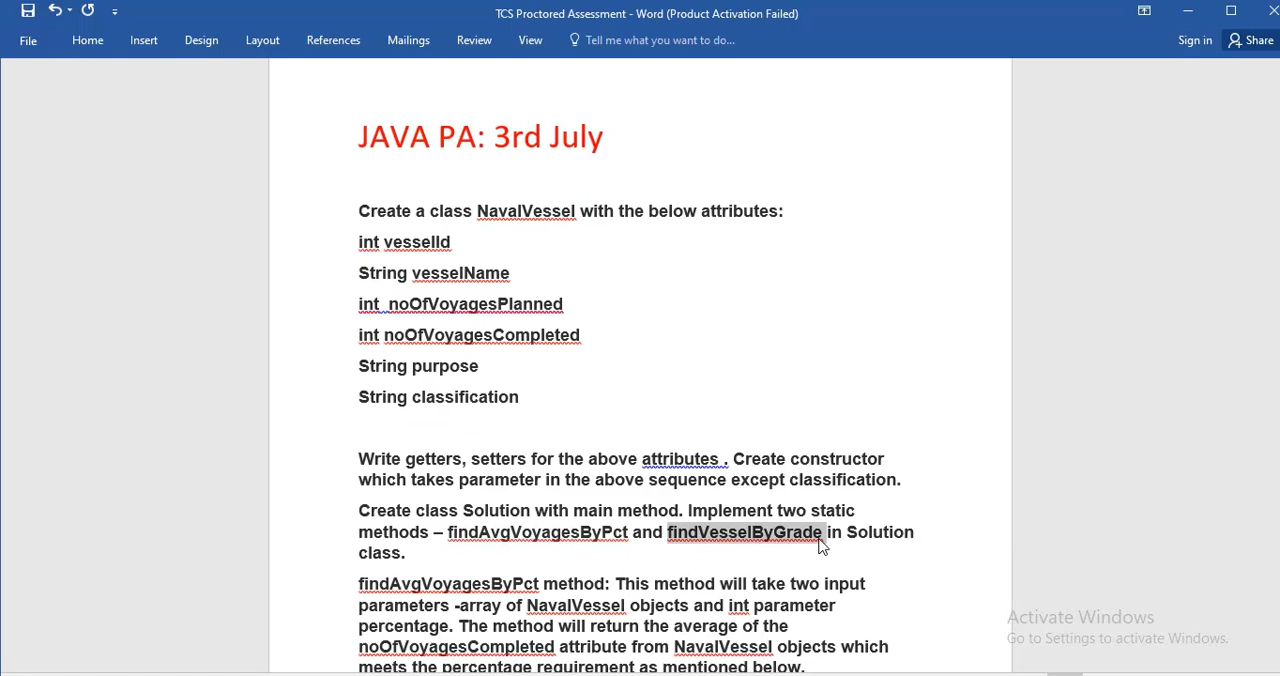 TCS Proctored Assessment - Word (Product Activation Failed)
File Home Insert Design Layout References Mailings Review View Tell me what you want to do... Sign in Share
JAVA PA: 3rd July
Create a class NavalVessel with the below attributes:
int vesselId
String vesselName
int noOfVoyagesPlanned
int noOfVoyagesCompleted
String purpose
String classification
Write getters, setters for the above attributes . Create constructor
which takes parameter in the above sequence except classification.
Create class Solution with main method. Implement two static
methods – findAvgVoyagesByPct and findVesselByGrade in Solution
class.
findAvgVoyagesByPct method: This method will take two input
parameters -array of NavalVessel objects and int parameter
percentage. The method will return the average of the
noOfVoyagesCompleted attribute from NavalVessel objects which
meets the percentage requirement as mentioned below.
Activate Windows
Go to Settings to activate Windows.